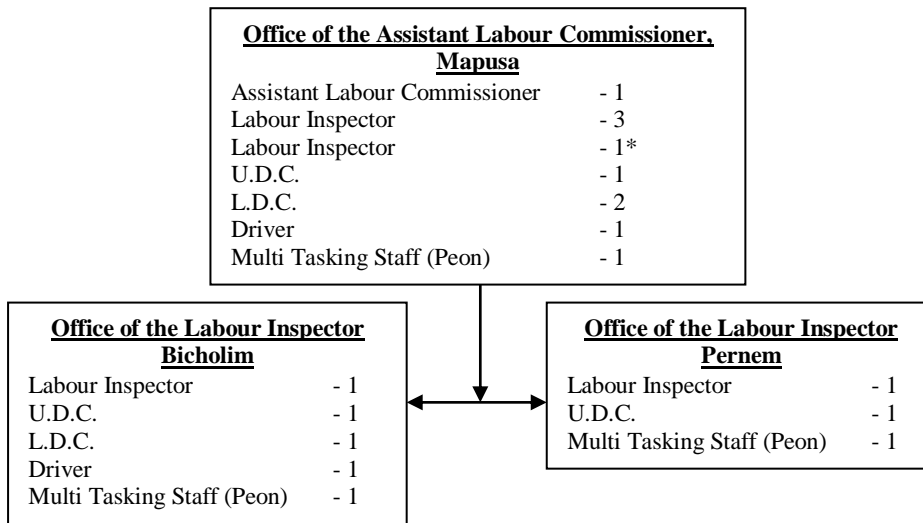 Office of the Assistant Labour Commissioner,
Mapusa
Assistant Labour Commissioner - 1
Labour Inspector - 3
Labour Inspector - 1*
U.D.C. - 1
L.D.C. - 2
Driver - 1
Multi Tasking Staff (Peon) - 1
Office of the Labour Inspector
Bicholim
Labour Inspector - 1
U.D.C. - 1
L.D.C. - 1
Driver - 1
Multi Tasking Staff (Peon) - 1
Office of the Labour Inspector
Pernem
Labour Inspector - 1
U.D.C. - 1
Multi Tasking Staff (Peon) - 1